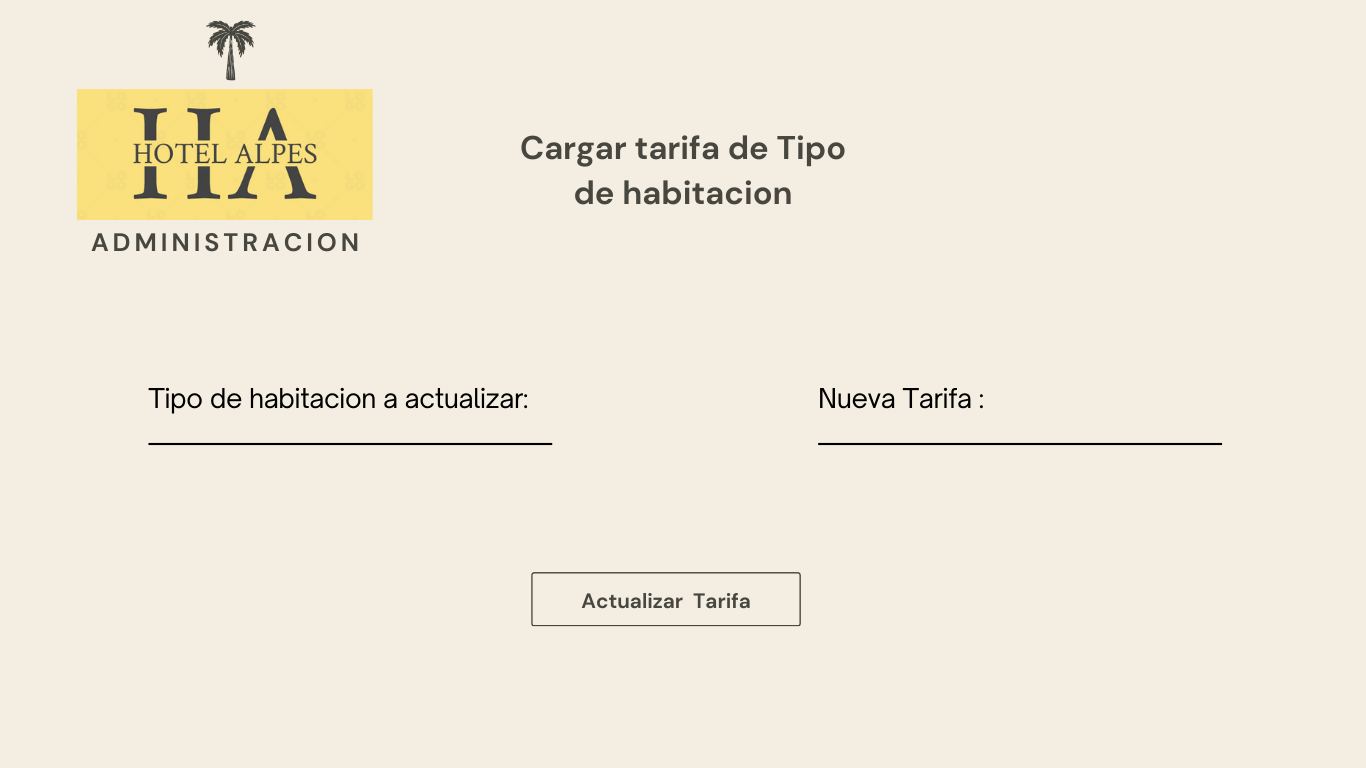 HA
HOTEL ALPES
ADMINISTRACION
Cargar tarifa de Tipo
de habitacion
Tipo de habitacion a actualizar:
Nueva Tarifa :
Actualizar Tarifa